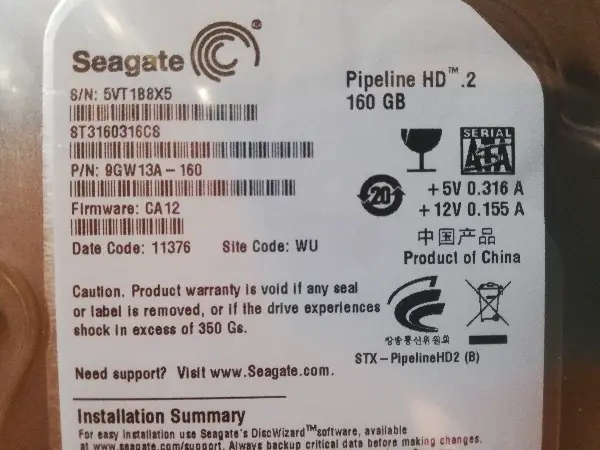 Seagate
S/N: 5VT1B8X5
ST3160316CS
P/N: 9GW13A-160
Firmware: CA12
Date Code: 11376 Site Code: WU
Pipeline HD™.2
160 GB
SERIAL
ATA
20
+5V 0.316 A
+12V 0.155 A
中国产品
Product of China
Caution. Product warranty is void if any seal
or label is removed, or if the drive experiences
shock in excess of 350 Gs.
방송통신위원회
STX-PipelineHD2 (B)
Need support? Visit www.Seagate.com.
Installation Summary
For easy installation use Seagate's DiscWizard™ software, available
at www.seagate.com/support. Always backup critical data before making changes.